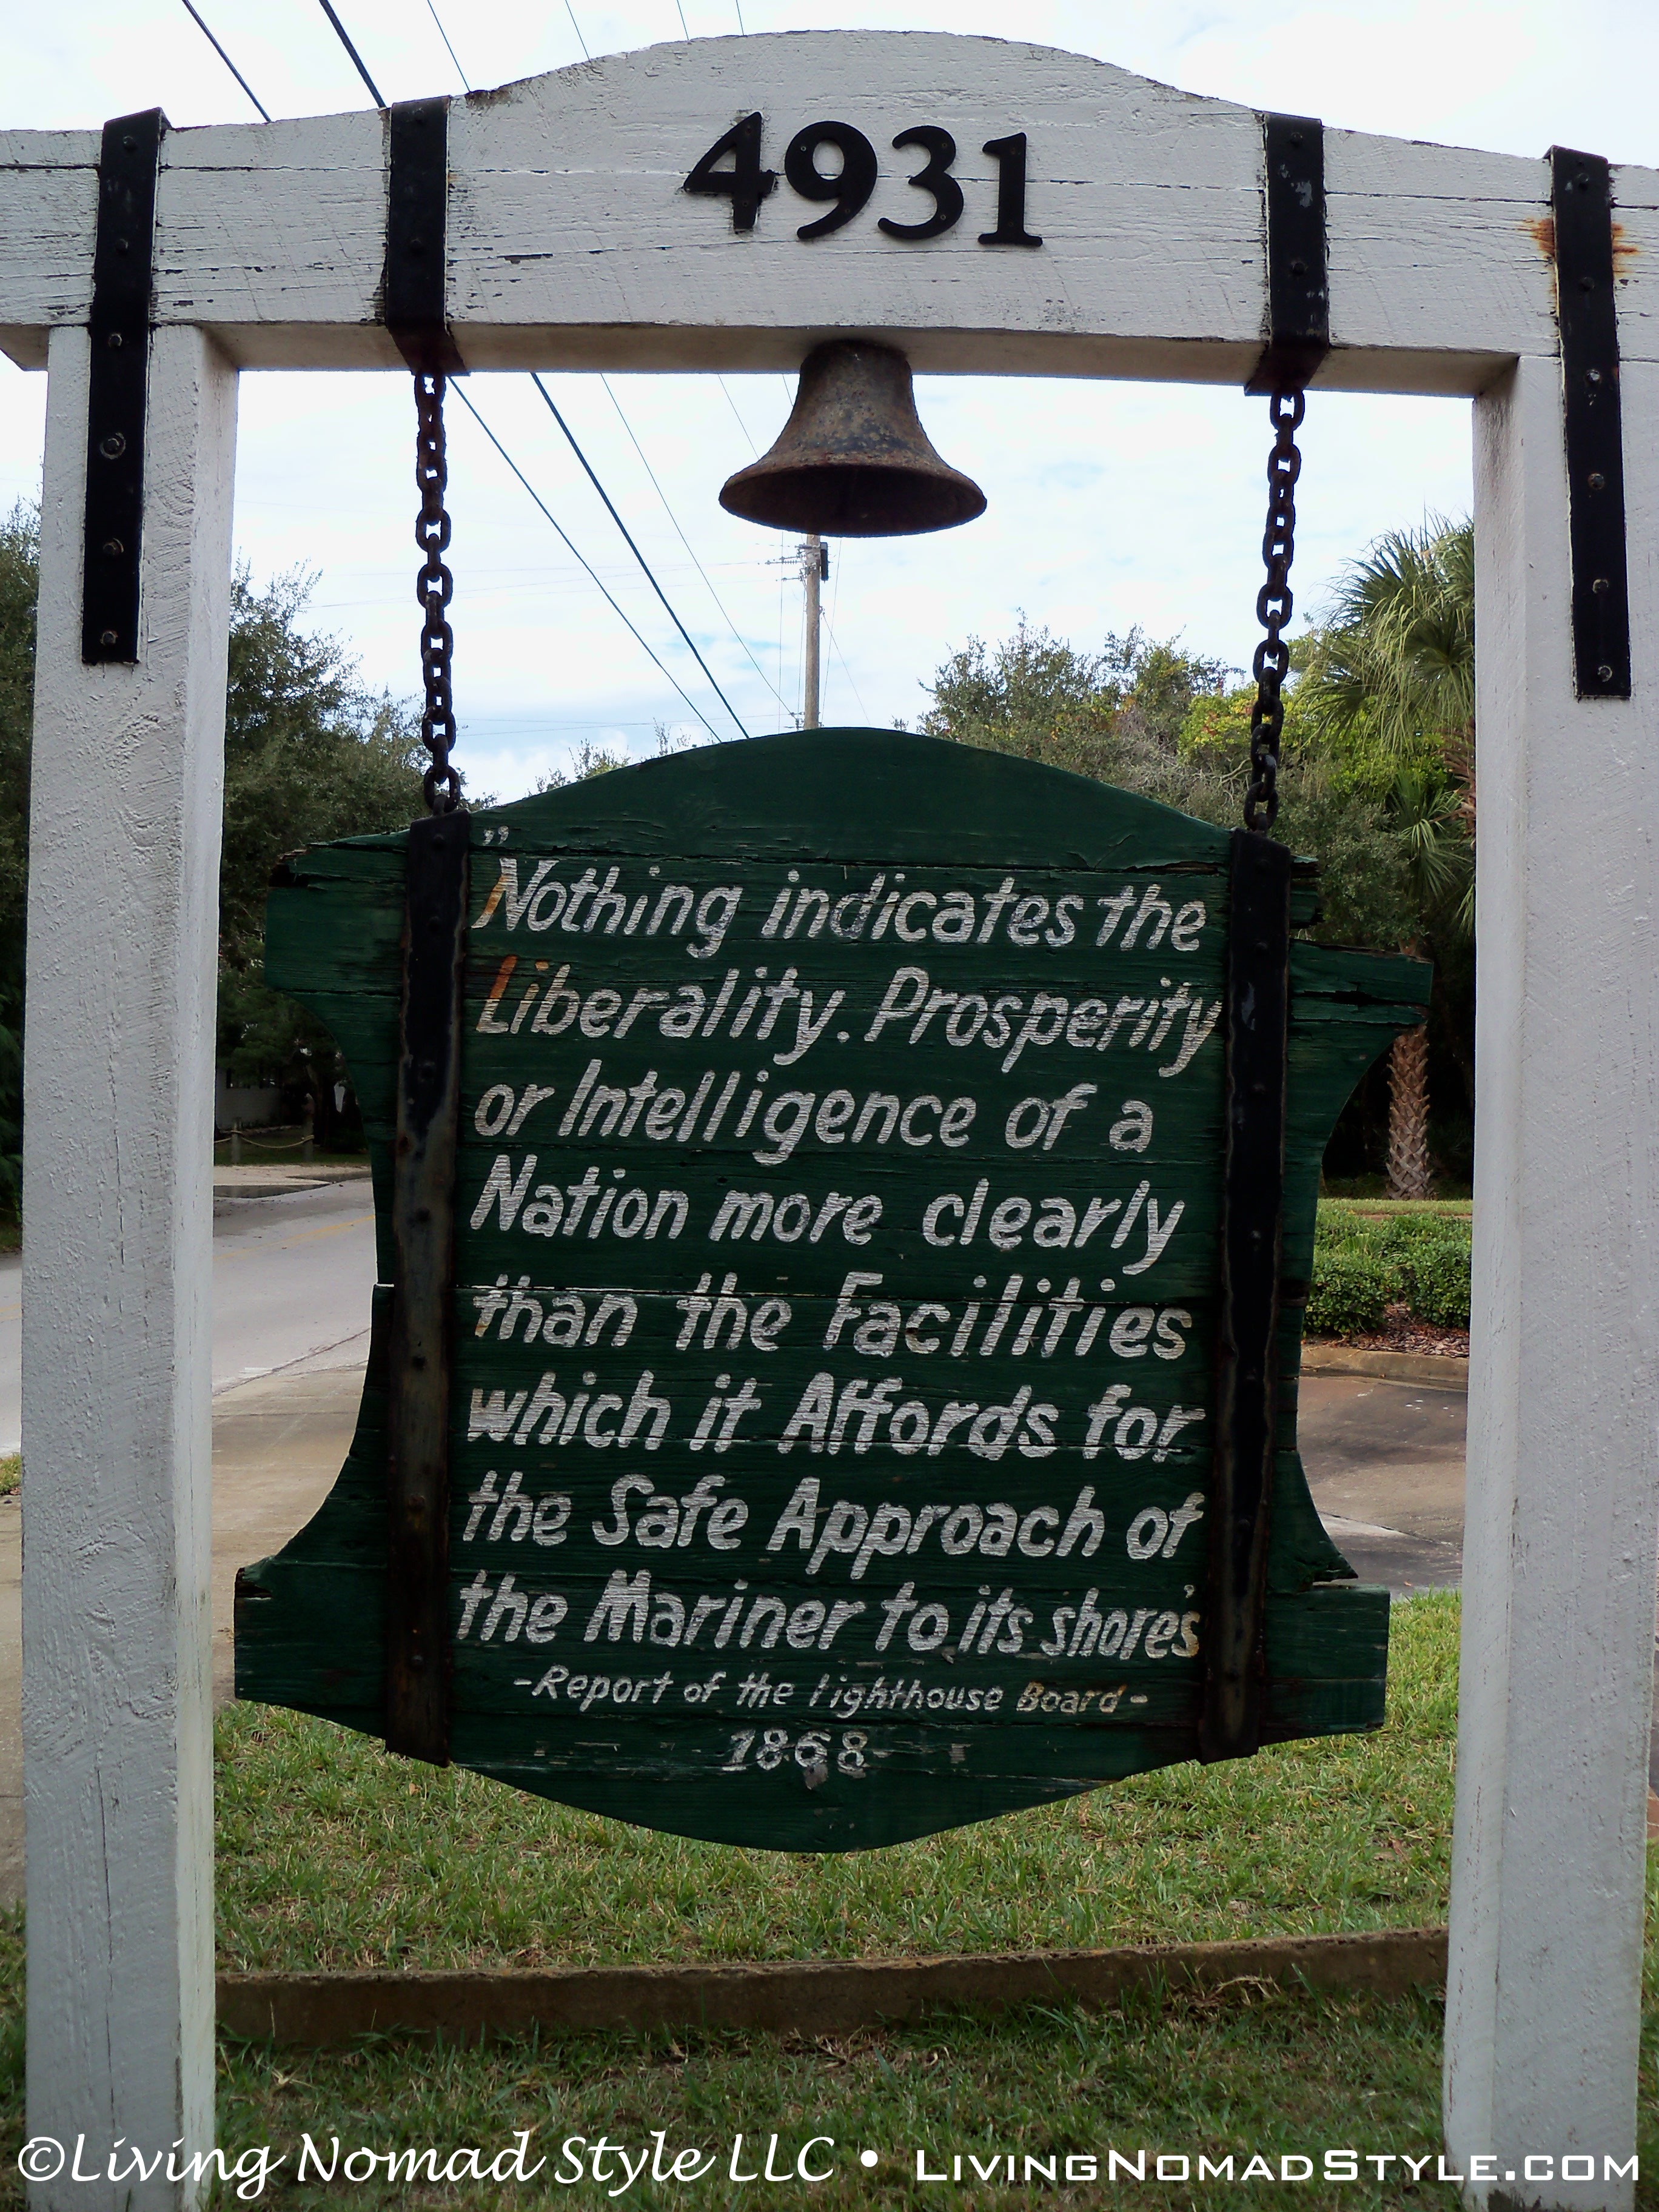 4931
"Nothing indicates the
Liberality. Prosperity
or Intelligence of a
Nation more clearly
than the Facilities
which it Affords for
the Safe Approach of
the Mariner to its shore's
-Report of the lighthouse Board-
1868
©Living Nomad Style LLC • LivingNomadStyle.com